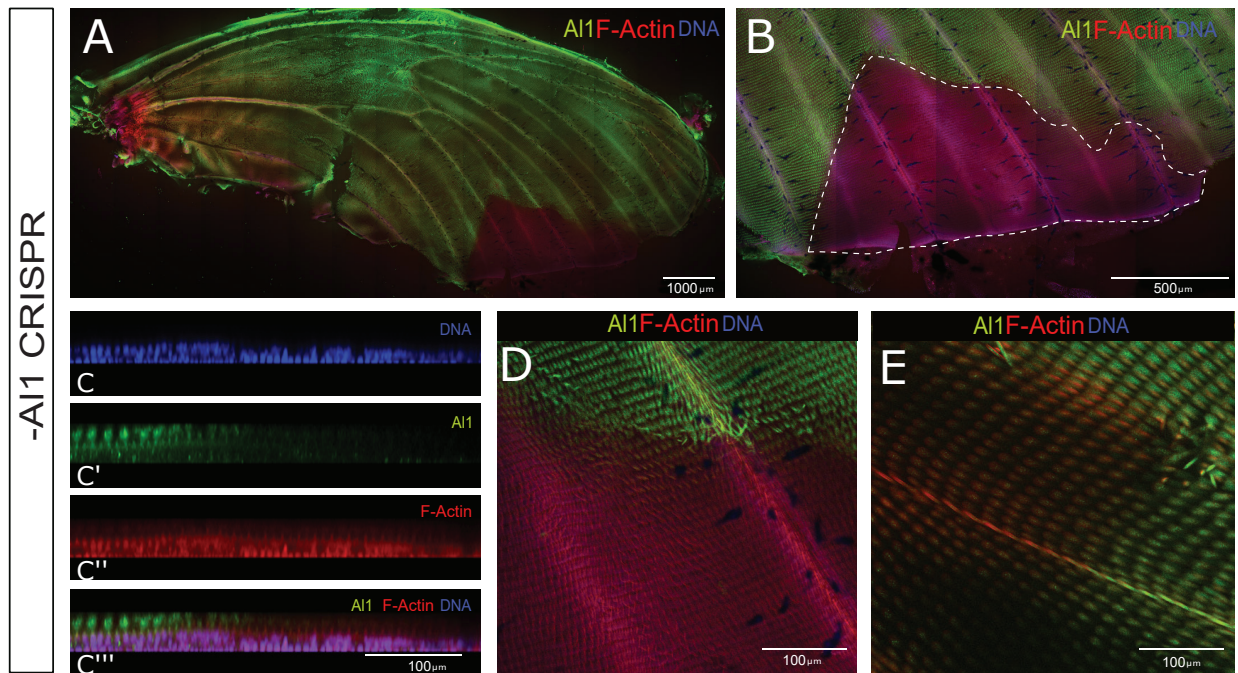 -Al1 CRISPR
A
Al1 F-Actin DNA
1000 µm
B
Al1 F-Actin DNA
500 µm
DNA
C
Al1
C'
F-Actin
C''
Al1 F-Actin DNA
C'''
100 µm
Al1 F-Actin DNA
D
100 µm
Al1 F-Actin DNA
E
100 µm